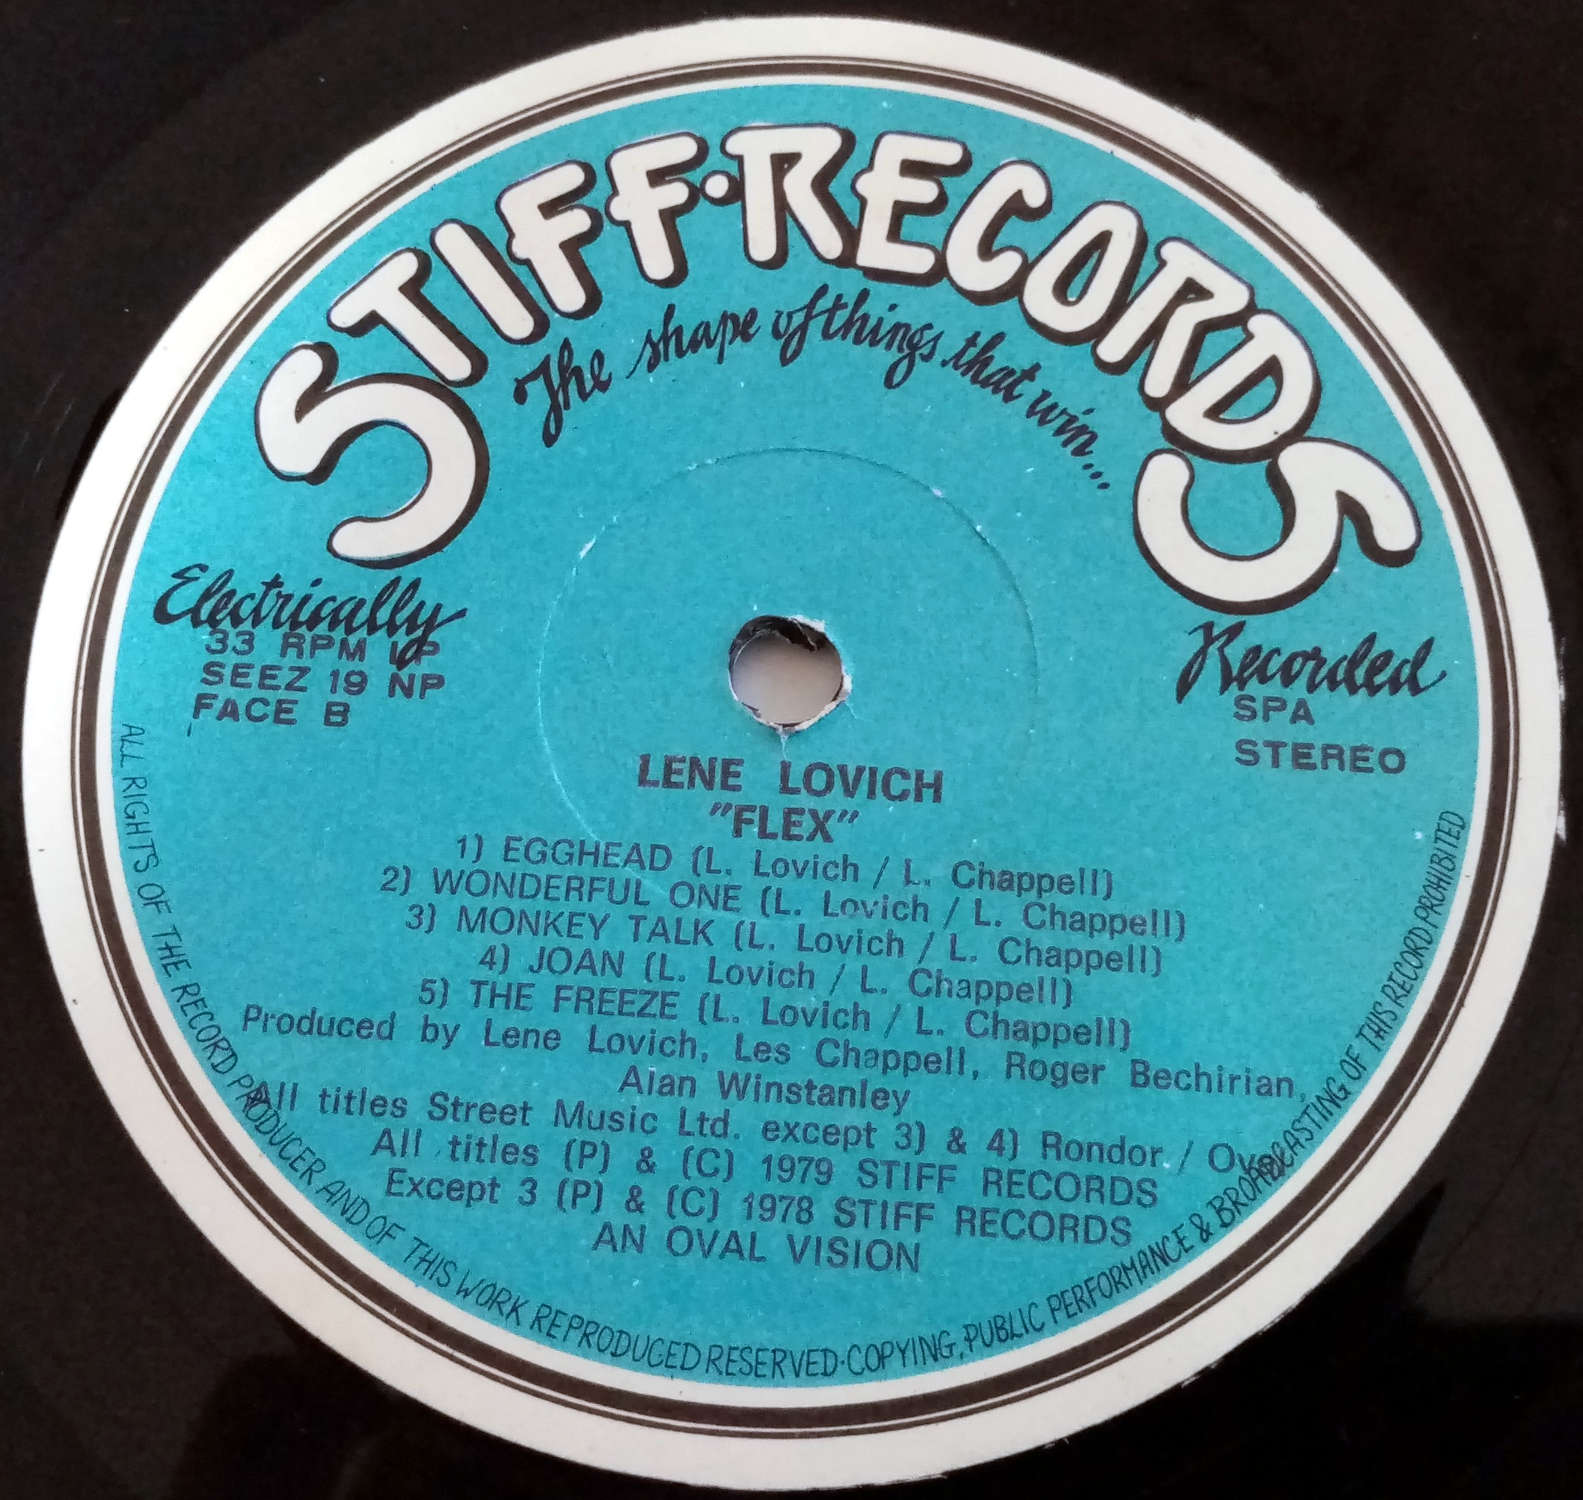 STIFF·RECORDS
The shape of things that win...
Electrically
33 RPM LP
SEEZ 19 NP
FACE B
Recorded
SPA
STEREO
LENE LOVICH
"FLEX"
1) EGGHEAD (L. Lovich / L. Chappell)
2) WONDERFUL ONE (L. Lovich / L. Chappell)
3) MONKEY TALK (L. Lovich / L. Chappell)
4) JOAN (L. Lovich / L. Chappell)
5) THE FREEZE (L. Lovich / L. Chappell)
Produced by Lene Lovich, Les Chappell, Roger Bechirian,
Alan Winstanley
All titles Street Music Ltd. except 3) & 4) Rondor / Oval
All titles (P) & (C) 1979 STIFF RECORDS
Except 3 (P) & (C) 1978 STIFF RECORDS
AN OVAL VISION
ALL RIGHTS OF THE RECORD PRODUCER AND OF THIS WORK REPRODUCED RESERVED·COPYING, PUBLIC PERFORMANCE & BROADCASTING OF THIS RECORD PROHIBITED